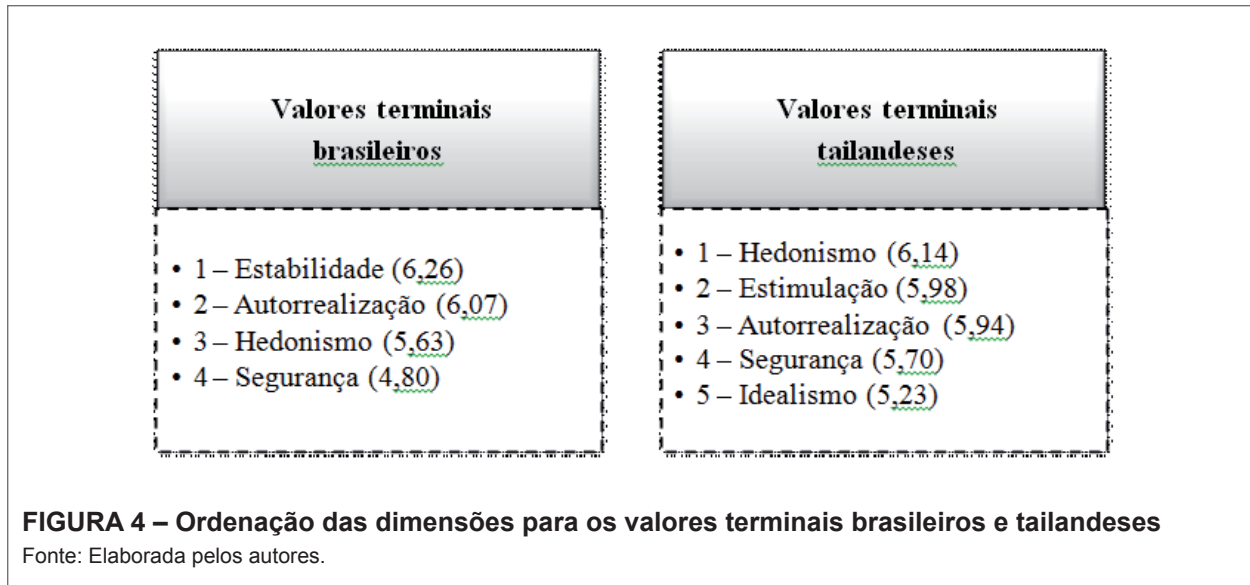 Valores terminais
brasileiros
• 1 – Estabilidade (6,26)
• 2 – Autorrealização (6,07)
• 3 – Hedonismo (5,63)
• 4 – Segurança (4,80)
Valores terminais
tailandeses
• 1 – Hedonismo (6,14)
• 2 – Estimulação (5,98)
• 3 – Autorrealização (5,94)
• 4 – Segurança (5,70)
• 5 – Idealismo (5,23)
FIGURA 4 – Ordenação das dimensões para os valores terminais brasileiros e tailandeses
Fonte: Elaborada pelos autores.